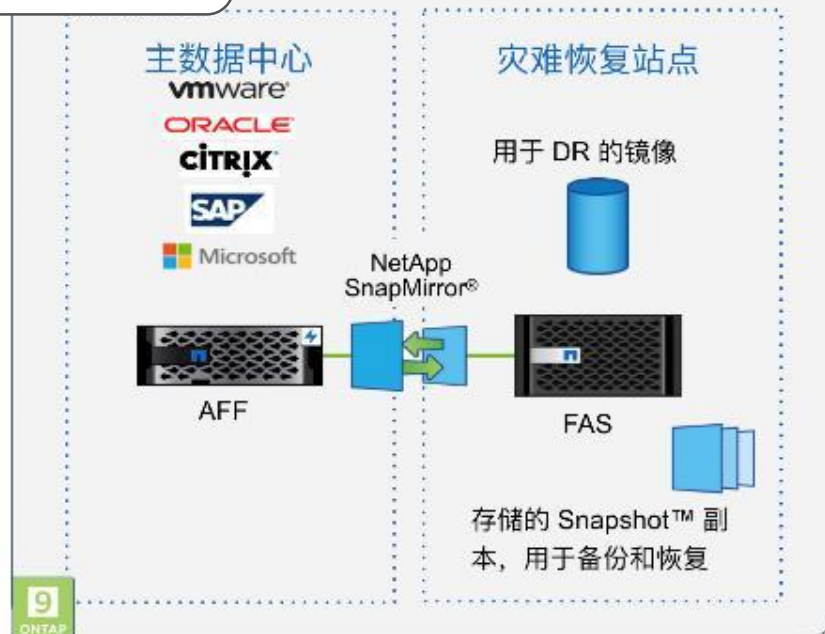 主数据中心
vmware
ORACLE
CİTRIX
SAP
Microsoft
AFF
NetApp
SnapMirror®
灾难恢复站点
用于 DR 的镜像
FAS
存储的 Snapshot™ 副
本，用于备份和恢复
9
ONTAP